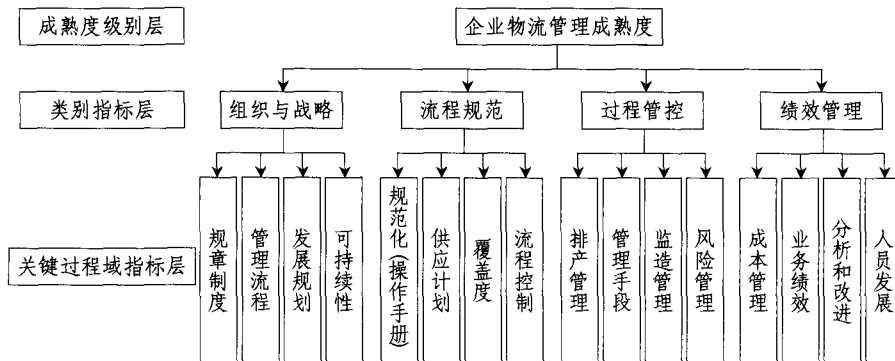 成熟度级别层
企业物流管理成熟度
类别指标层
组织与战略
流程规范
过程管控
绩效管理
关键过程域指标层
规章制度
管理流程
发展规划
可持续性
规范化(操作手册)
供应计划
覆盖度
流程控制
排产管理
管理手段
监造管理
风险管理
成本管理
业务绩效
分析和改进
人员发展